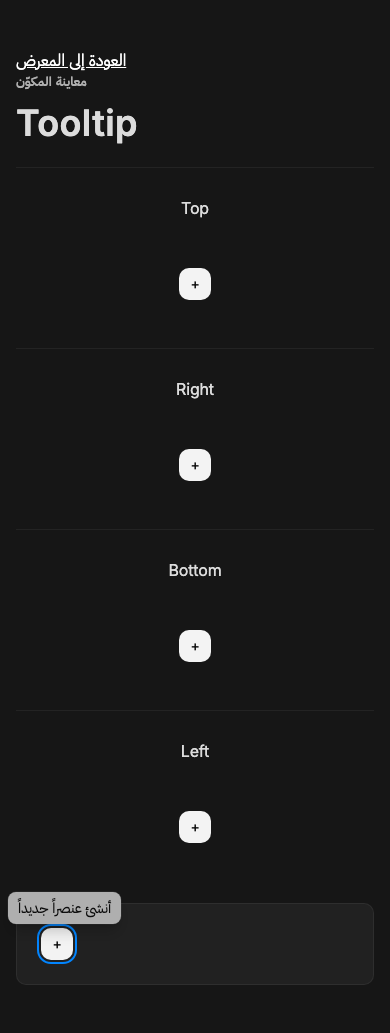 العودة إلى المعرض
معاينة المكوّن
Tooltip
Top
+
Right
+
Bottom
+
Left
+
أنشئ عنصراً جديداً
+